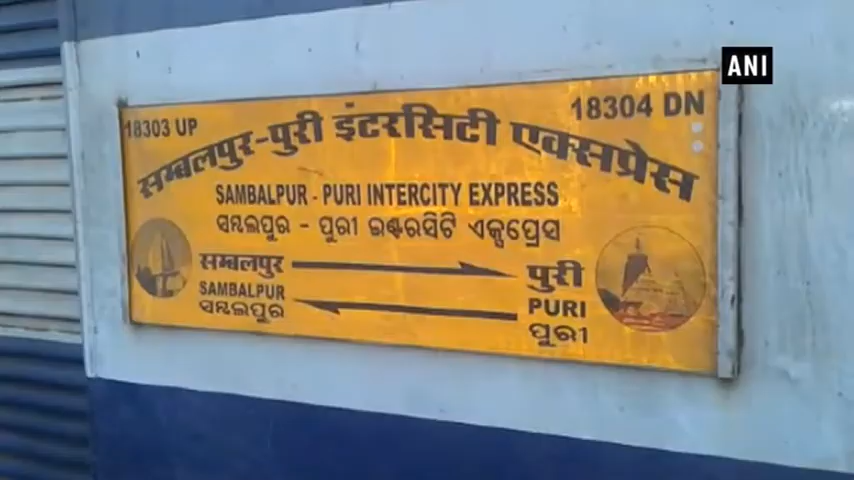 ANI
18303 UP
18304 DN
सम्बलपुर-पुरी इंटरसिटी एक्सप्रेस
SAMBALPUR - PURI INTERCITY EXPRESS
ସମ୍ବଲପୁର - ପୁରୀ ଇଣ୍ଟରସିଟି ଏକ୍ସପ୍ରେସ
सम्बलपुर पुरी
SAMBALPUR PURI
ସମ୍ବଲପୁର ପୁରୀ